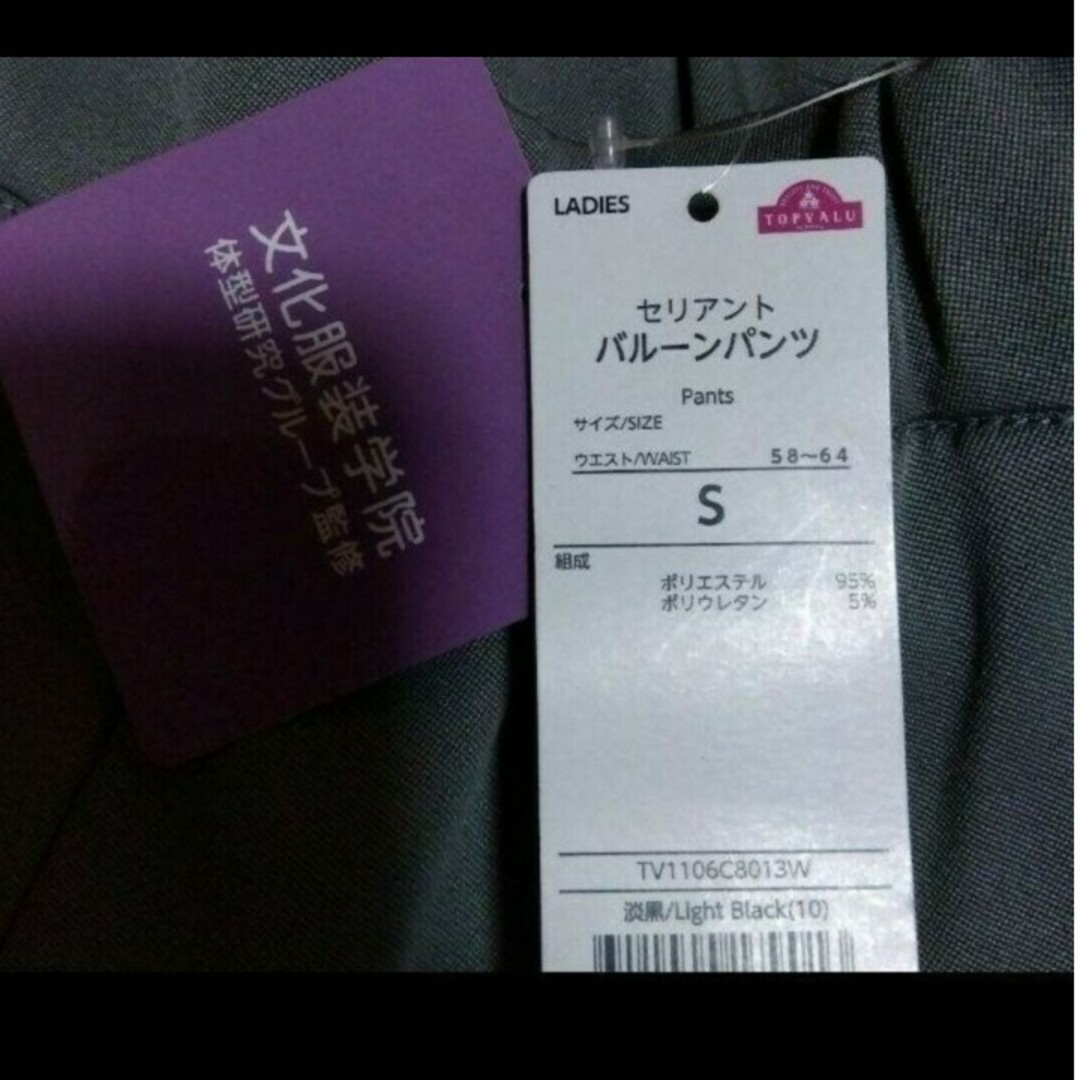 文化服装学院
体型研究グループ監修
LADIES
TOPVALU
セリアント
バルーンパンツ
Pants
サイズ/SIZE
ウエスト/WAIST 58〜64
S
組成
ポリエステル 95%
ポリウレタン 5%
TV1106C8013W
淡黒/Light Black(10)